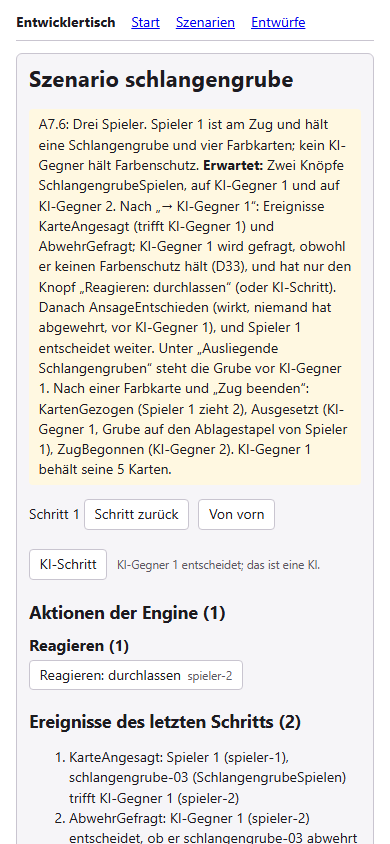 Entwicklertisch Start Szenarien Entwürfe
Szenario schlangengrube
A7.6: Drei Spieler. Spieler 1 ist am Zug und hält
eine Schlangengrube und vier Farbkarten; kein KI-
Gegner hält Farbenschutz. Erwartet: Zwei Knöpfe
SchlangengrubeSpielen, auf KI-Gegner 1 und auf
KI-Gegner 2. Nach „→ KI-Gegner 1“: Ereignisse
KarteAngesagt (trifft KI-Gegner 1) und
AbwehrGefragt; KI-Gegner 1 wird gefragt, obwohl
er keinen Farbenschutz hält (D33), und hat nur den
Knopf „Reagieren: durchlassen“ (oder KI-Schritt).
Danach AnsageEntschieden (wirkt, niemand hat
abgewehrt, vor KI-Gegner 1), und Spieler 1
entscheidet weiter. Unter „Ausliegende
Schlangengruben“ steht die Grube vor KI-Gegner
1. Nach einer Farbkarte und „Zug beenden“:
KartenGezogen (Spieler 1 zieht 2), Ausgesetzt (KI-
Gegner 1, Grube auf den Ablagestapel von Spieler
1), ZugBegonnen (KI-Gegner 2). KI-Gegner 1
behält seine 5 Karten.
Schritt 1 Schritt zurück Von vorn
KI-Schritt KI-Gegner 1 entscheidet; das ist eine KI.
Aktionen der Engine (1)
Reagieren (1)
Reagieren: durchlassen spieler-2
Ereignisse des letzten Schritts (2)
1. KarteAngesagt: Spieler 1 (spieler-1),
schlangengrube-03 (SchlangengrubeSpielen)
trifft KI-Gegner 1 (spieler-2)
2. AbwehrGefragt: KI-Gegner 1 (spieler-2)
entscheidet, ob er schlangengrube-03 abwehrt